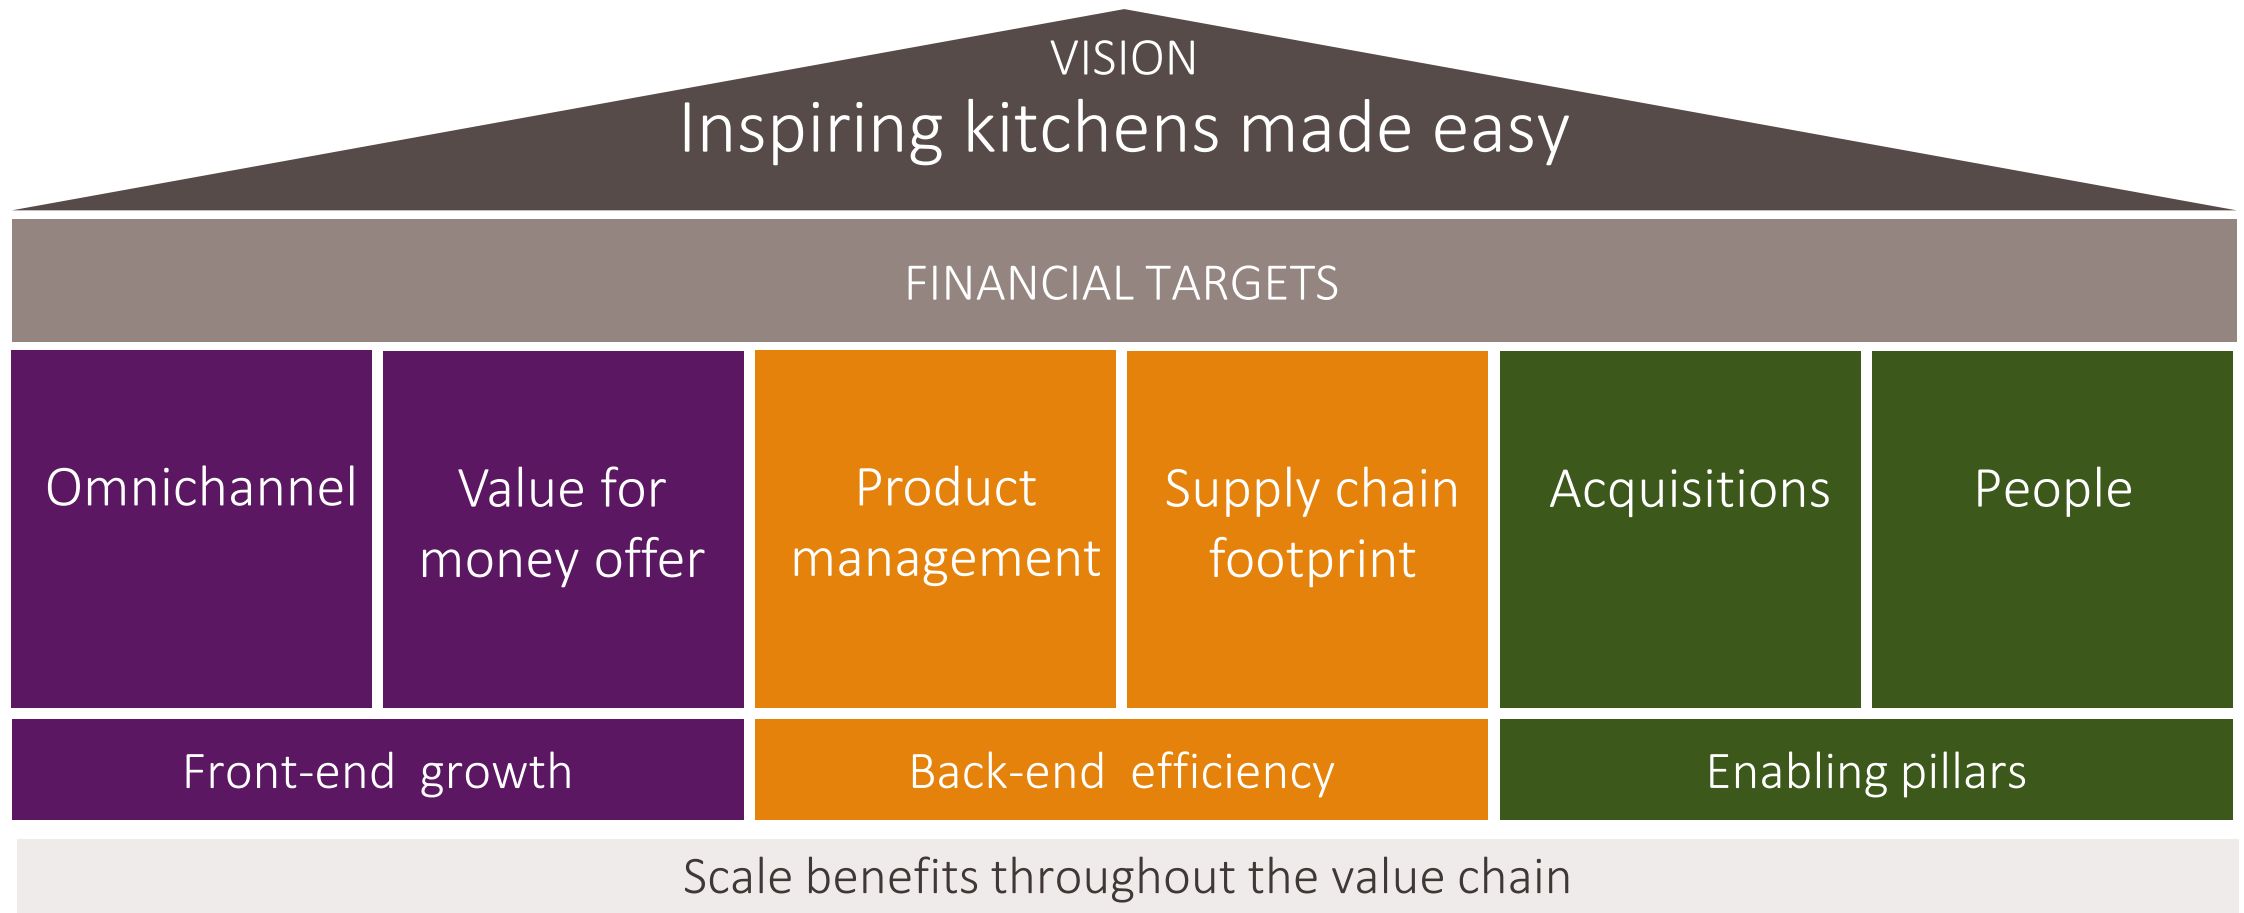 VISION
Inspiring kitchens made easy
FINANCIAL TARGETS
Omnichannel
Value for
money offer
Product
management
Supply chain
footprint
Acquisitions
People
Front-end growth
Back-end efficiency
Enabling pillars
Scale benefits throughout the value chain